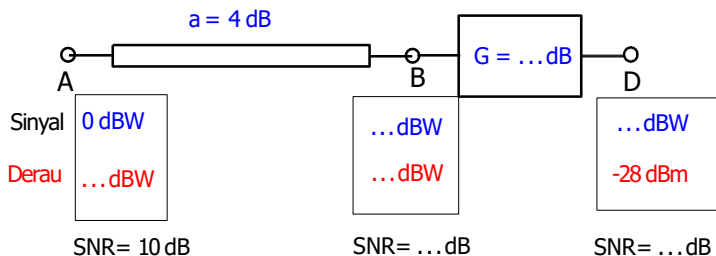 a = 4 dB
G = ...dB
A
B
D
Sinyal 0 dBW ...dBW ...dBW
Derau ...dBW ...dBW -28 dBm
SNR= 10 dB SNR= ...dB SNR= ...dB